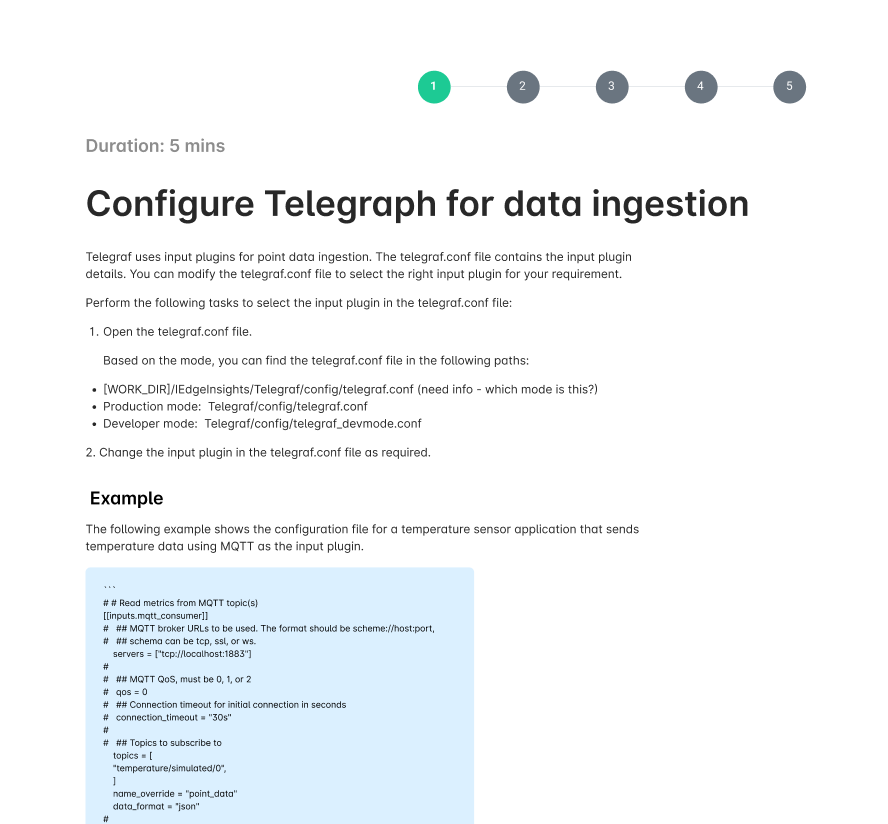 1 2 3 4 5
Duration: 5 mins
Configure Telegraph for data ingestion
Telegraf uses input plugins for point data ingestion. The telegraf.conf file contains the input plugin
details. You can modify the telegraf.conf file to select the right input plugin for your requirement.
Perform the following tasks to select the input plugin in the telegraf.conf file:
1. Open the telegraf.conf file.
Based on the mode, you can find the telegraf.conf file in the following paths:
• [WORK_DIR]/IEdgeInsights/Telegraf/config/telegraf.conf (need info - which mode is this?)
• Production mode:  Telegraf/config/telegraf.conf
• Developer mode:  Telegraf/config/telegraf_devmode.conf
2. Change the input plugin in the telegraf.conf file as required.
Example
The following example shows the configuration file for a temperature sensor application that sends
temperature data using MQTT as the input plugin.
```
# # Read metrics from MQTT topic(s)
[[inputs.mqtt_consumer]]
#   ## MQTT broker URLs to be used. The format should be scheme://host:port,
#   ## schema can be tcp, ssl, or ws.
    servers = ["tcp://localhost:1883"]
#
#   ## MQTT QoS, must be 0, 1, or 2
#   qos = 0
#   ## Connection timeout for initial connection in seconds
#   connection_timeout = "30s"
#
#   ## Topics to subscribe to
    topics = [
    "temperature/simulated/0",
    ]
    name_override = "point_data"
    data_format = "json"
#